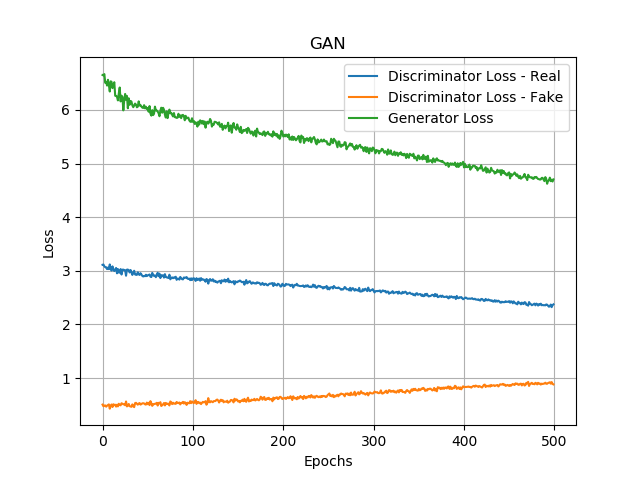 GAN
Discriminator Loss - Real
Discriminator Loss - Fake
Generator Loss
6
5
4
3
2
1
Loss
0 100 200 300 400 500
Epochs